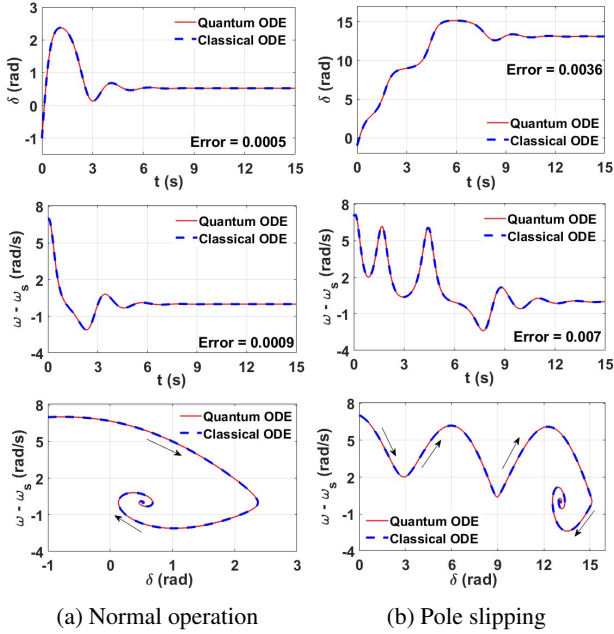 3
2
1
0
-1
δ (rad)
Quantum ODE
Classical ODE
Error = 0.0005
0 3 6 9 12 15
t (s)
15
10
5
0
δ (rad)
Error = 0.0036
Quantum ODE
Classical ODE
0 3 6 9 12 15
t (s)
8
5
2
-1
-4
ω - ωs (rad/s)
Quantum ODE
Classical ODE
Error = 0.0009
0 3 6 9 12 15
t (s)
8
5
2
-1
-4
ω - ωs (rad/s)
Quantum ODE
Classical ODE
Error = 0.007
0 3 6 9 12 15
t (s)
8
5
2
-1
-4
ω - ωs (rad/s)
Quantum ODE
Classical ODE
-1 0 1 2 3
δ (rad)
8
5
2
-1
-4
ω - ωs (rad/s)
Quantum ODE
Classical ODE
0 3 6 9 12 15
δ (rad)
(a) Normal operation
(b) Pole slipping